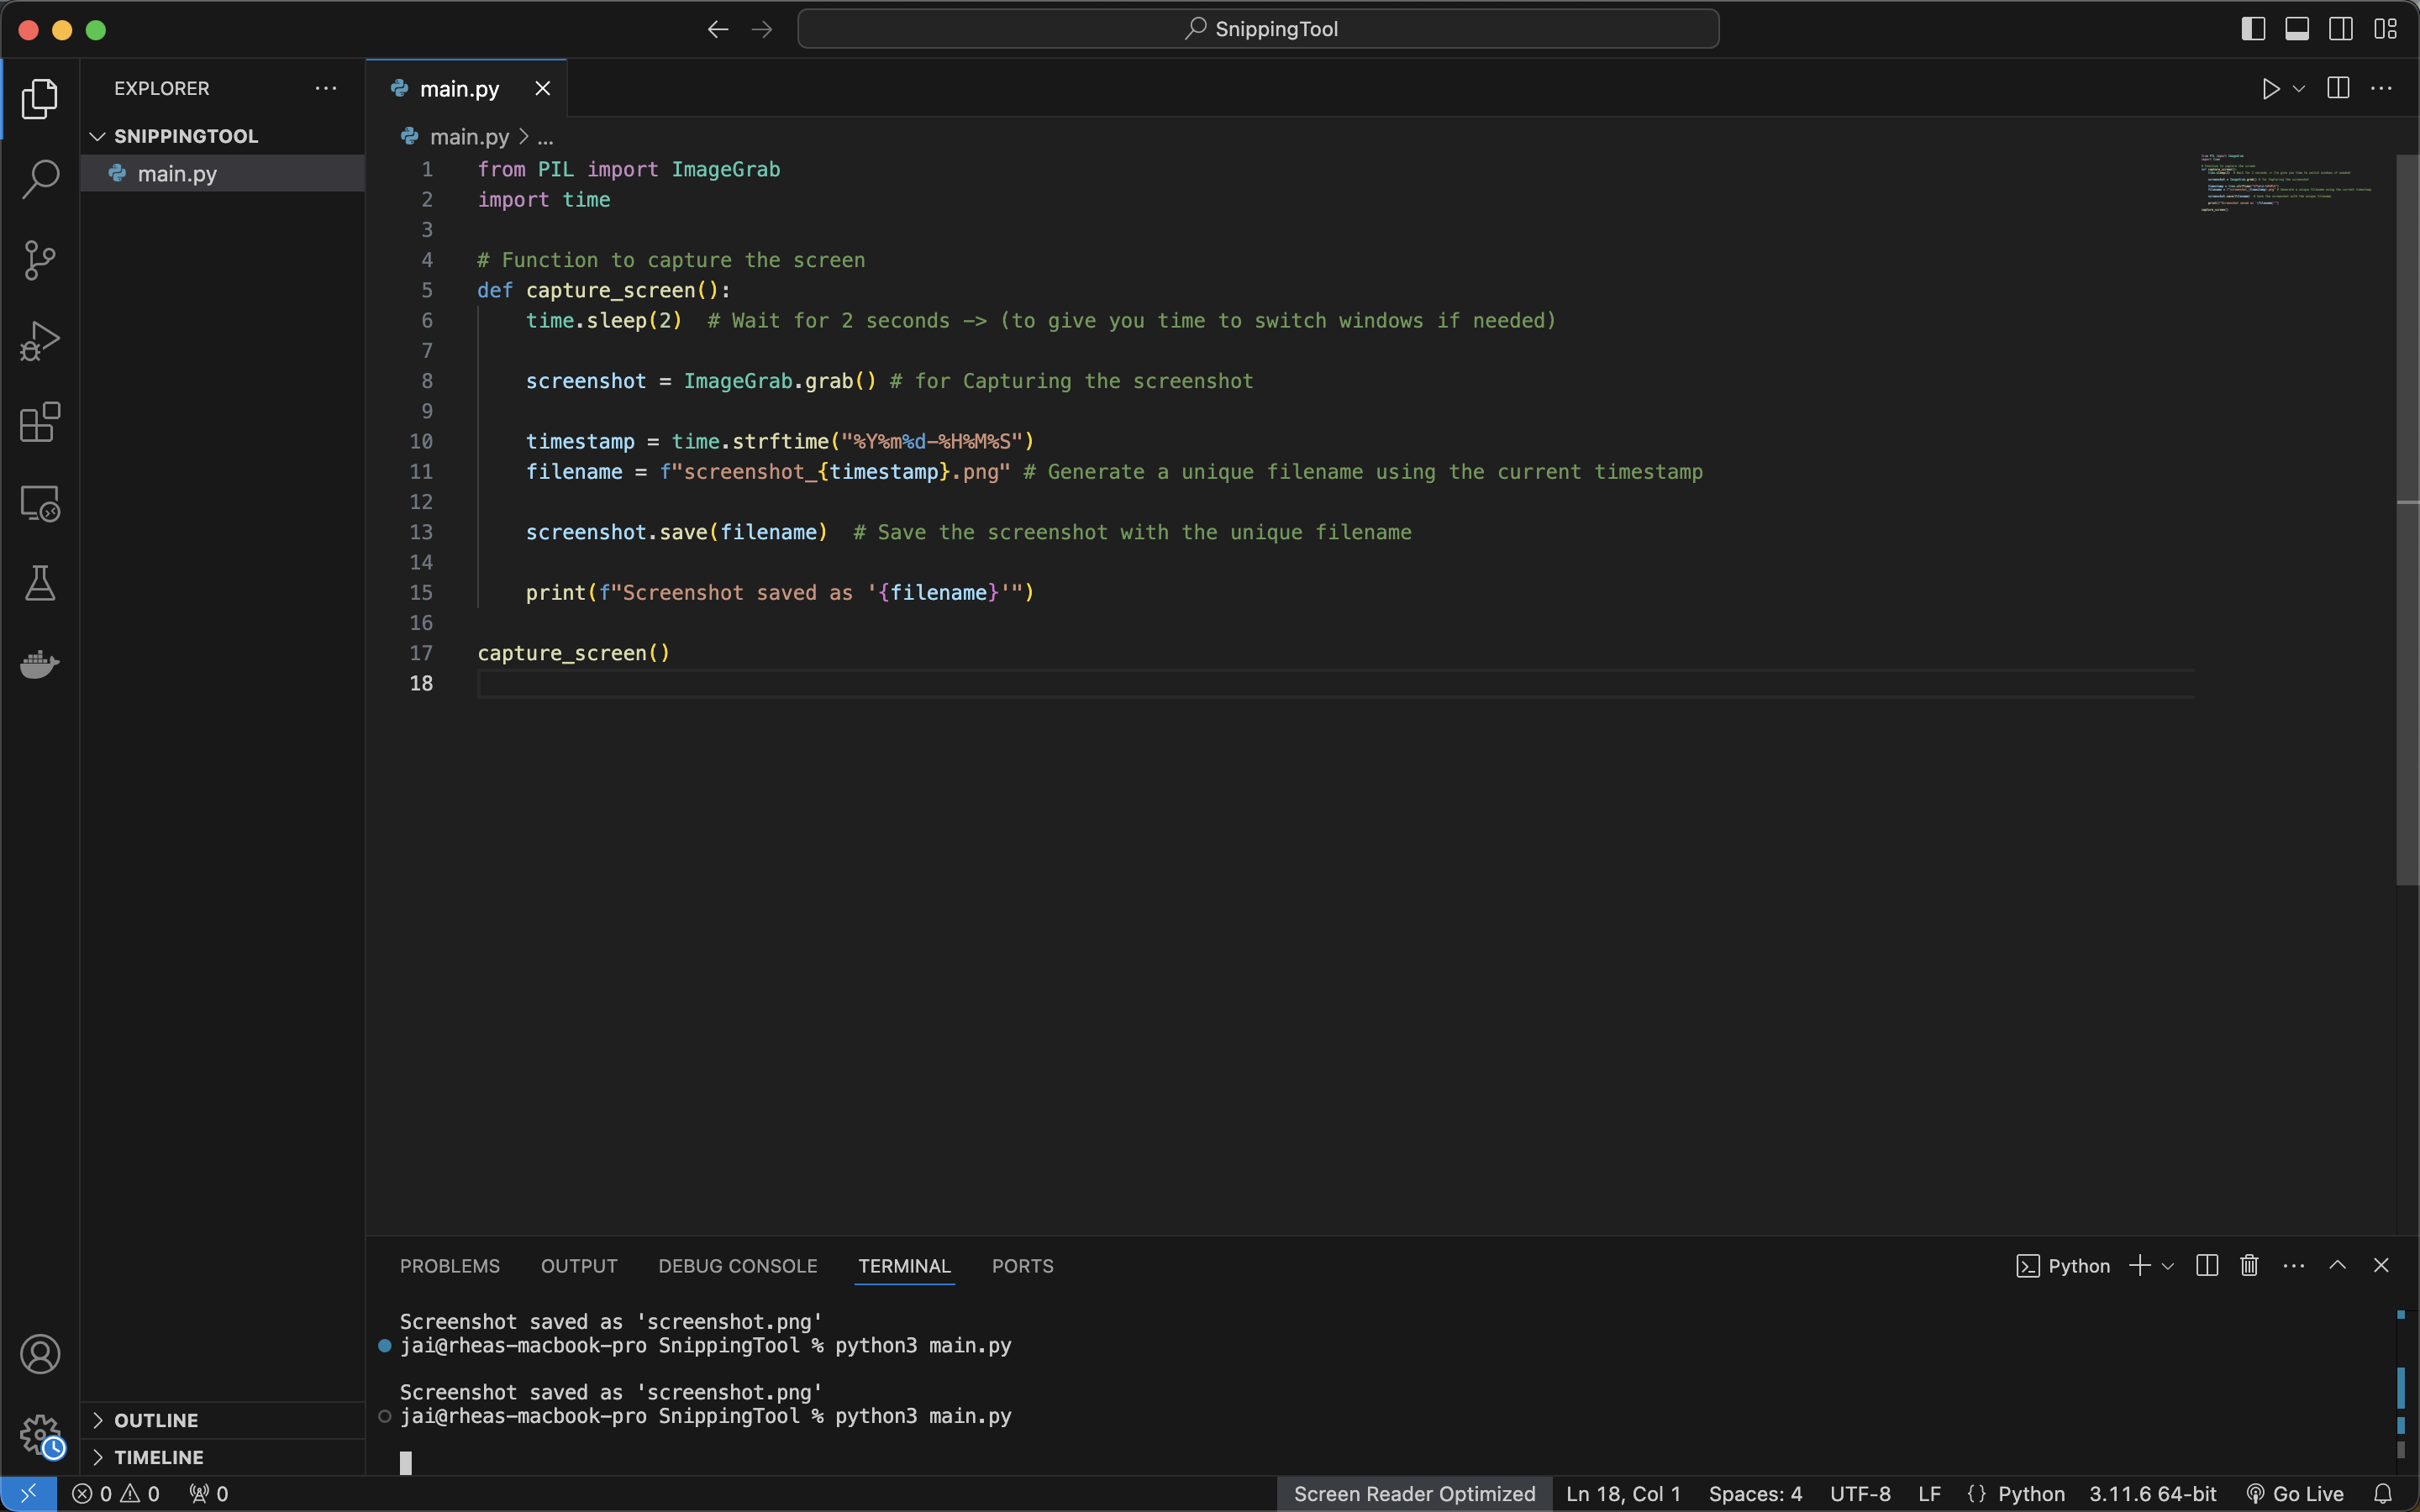 SnippingTool
EXPLORER
SNIPPINGTOOL
main.py
OUTLINE
TIMELINE
main.py
main.py > ...
1 from PIL import ImageGrab
2 import time
3
4 # Function to capture the screen
5 def capture_screen():
6     time.sleep(2)  # Wait for 2 seconds -> (to give you time to switch windows if needed)
7
8     screenshot = ImageGrab.grab() # for Capturing the screenshot
9
10     timestamp = time.strftime("%Y%m%d-%H%M%S")
11     filename = f"screenshot_{timestamp}.png" # Generate a unique filename using the current timestamp
12
13     screenshot.save(filename)  # Save the screenshot with the unique filename
14
15     print(f"Screenshot saved as '{filename}'")
16
17 capture_screen()
18
PROBLEMS OUTPUT DEBUG CONSOLE TERMINAL PORTS Python
Screenshot saved as 'screenshot.png'
jai@rheas-macbook-pro SnippingTool % python3 main.py
Screenshot saved as 'screenshot.png'
jai@rheas-macbook-pro SnippingTool % python3 main.py
0 0 0 Screen Reader Optimized Ln 18, Col 1 Spaces: 4 UTF-8 LF {} Python 3.11.6 64-bit Go Live